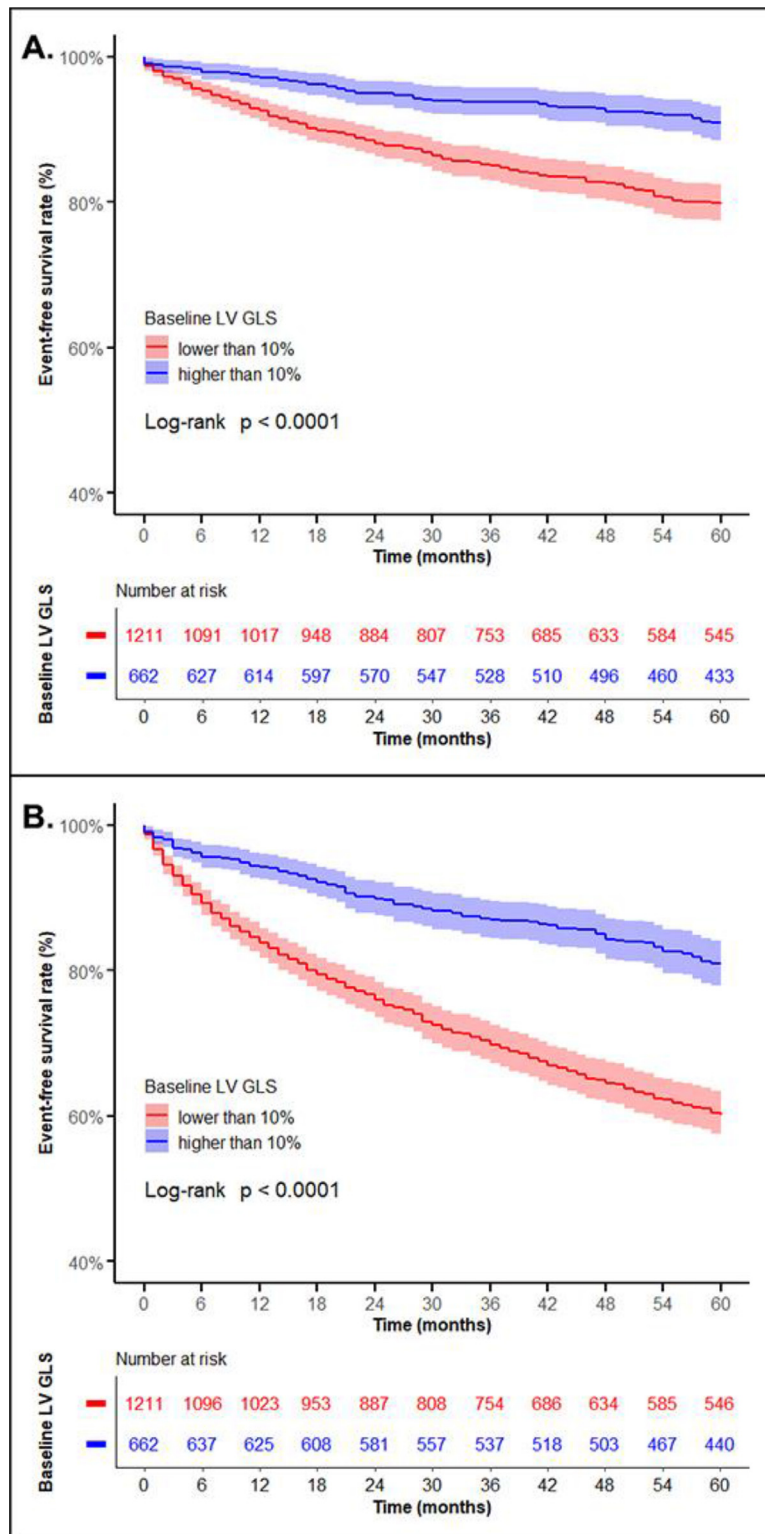 A.
100%
80%
60%
40%
Event-free survival rate (%)
Baseline LV GLS
lower than 10%
higher than 10%
Log-rank p < 0.0001
0 6 12 18 24 30 36 42 48 54 60
Time (months)
Number at risk
Baseline LV GLS
1211 1091 1017 948 884 807 753 685 633 584 545
662 627 614 597 570 547 528 510 496 460 433
0 6 12 18 24 30 36 42 48 54 60
Time (months)
B.
100%
80%
60%
40%
Event-free survival rate (%)
Baseline LV GLS
lower than 10%
higher than 10%
Log-rank p < 0.0001
0 6 12 18 24 30 36 42 48 54 60
Time (months)
Number at risk
Baseline LV GLS
1211 1096 1023 953 887 808 754 686 634 585 546
662 637 625 608 581 557 537 518 503 467 440
0 6 12 18 24 30 36 42 48 54 60
Time (months)